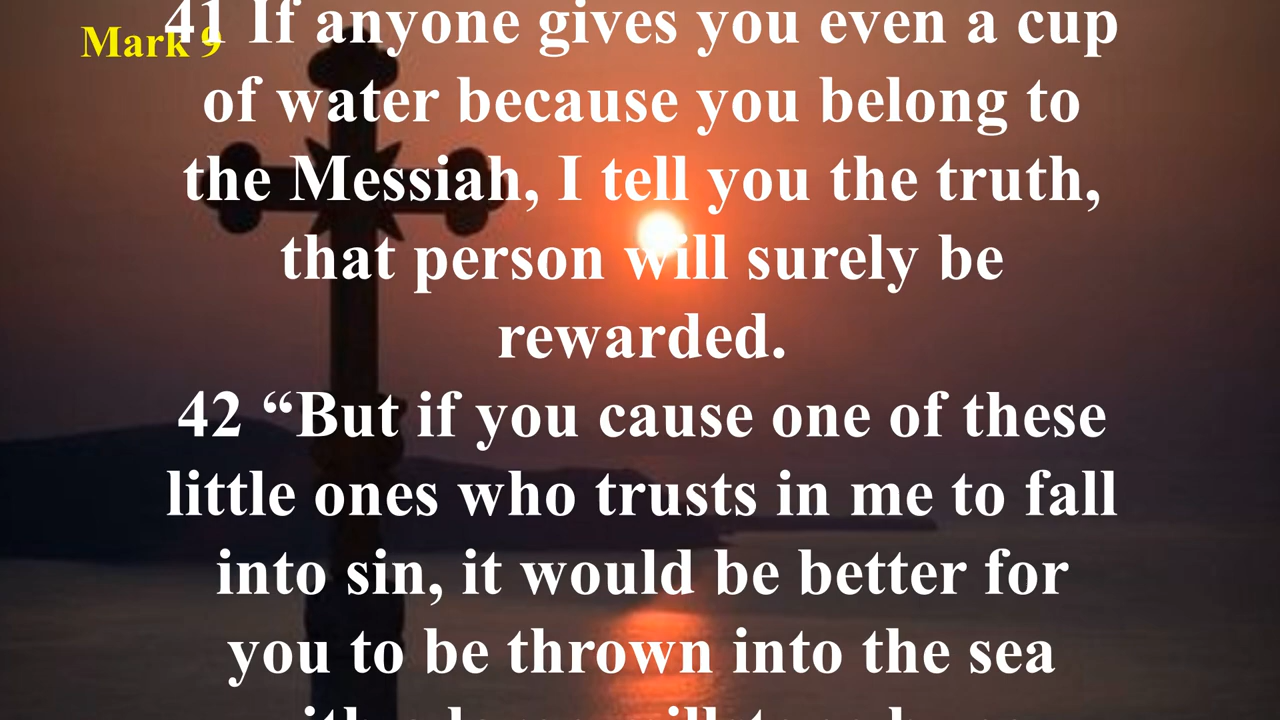 Mark 9
41 If anyone gives you even a cup
of water because you belong to
the Messiah, I tell you the truth,
that person will surely be
rewarded.
42 “But if you cause one of these
little ones who trusts in me to fall
into sin, it would be better for
you to be thrown into the sea